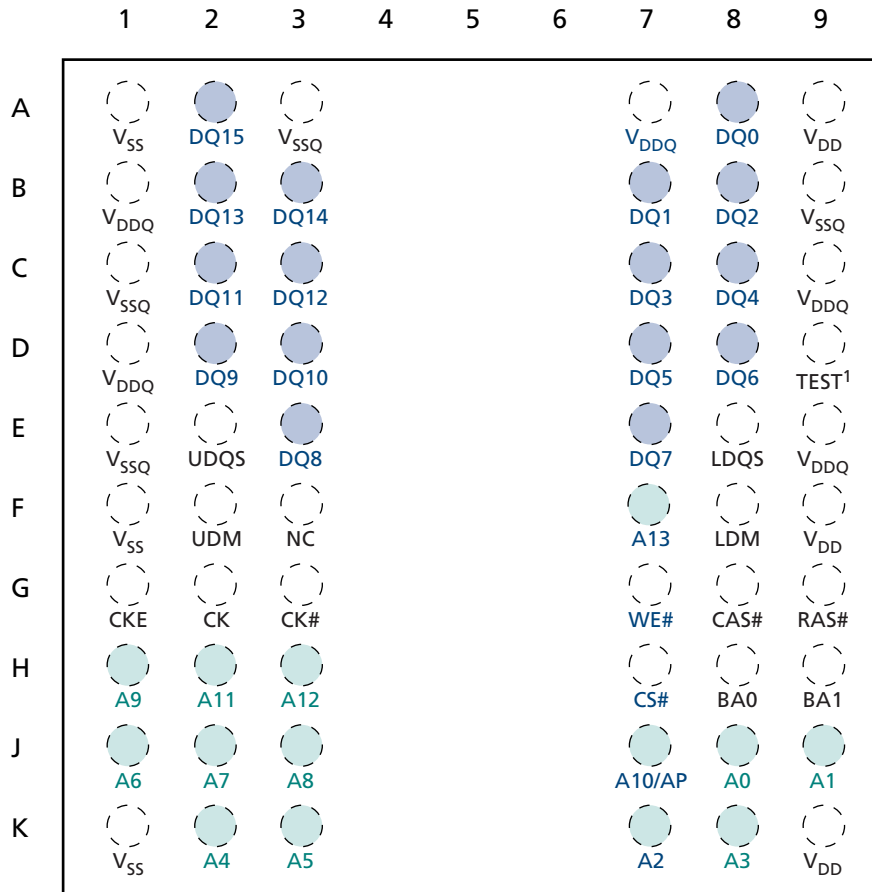 1 2 3 4 5 6 7 8 9
A
VSS DQ15 VSSQ VDDQ DQ0 VDD
B
VDDQ DQ13 DQ14 DQ1 DQ2 VSSQ
C
VSSQ DQ11 DQ12 DQ3 DQ4 VDDQ
D
VDDQ DQ9 DQ10 DQ5 DQ6 TEST1
E
VSSQ UDQS DQ8 DQ7 LDQS VDDQ
F
VSS UDM NC A13 LDM VDD
G
CKE CK CK# WE# CAS# RAS#
H
A9 A11 A12 CS# BA0 BA1
J
A6 A7 A8 A10/AP A0 A1
K
VSS A4 A5 A2 A3 VDD